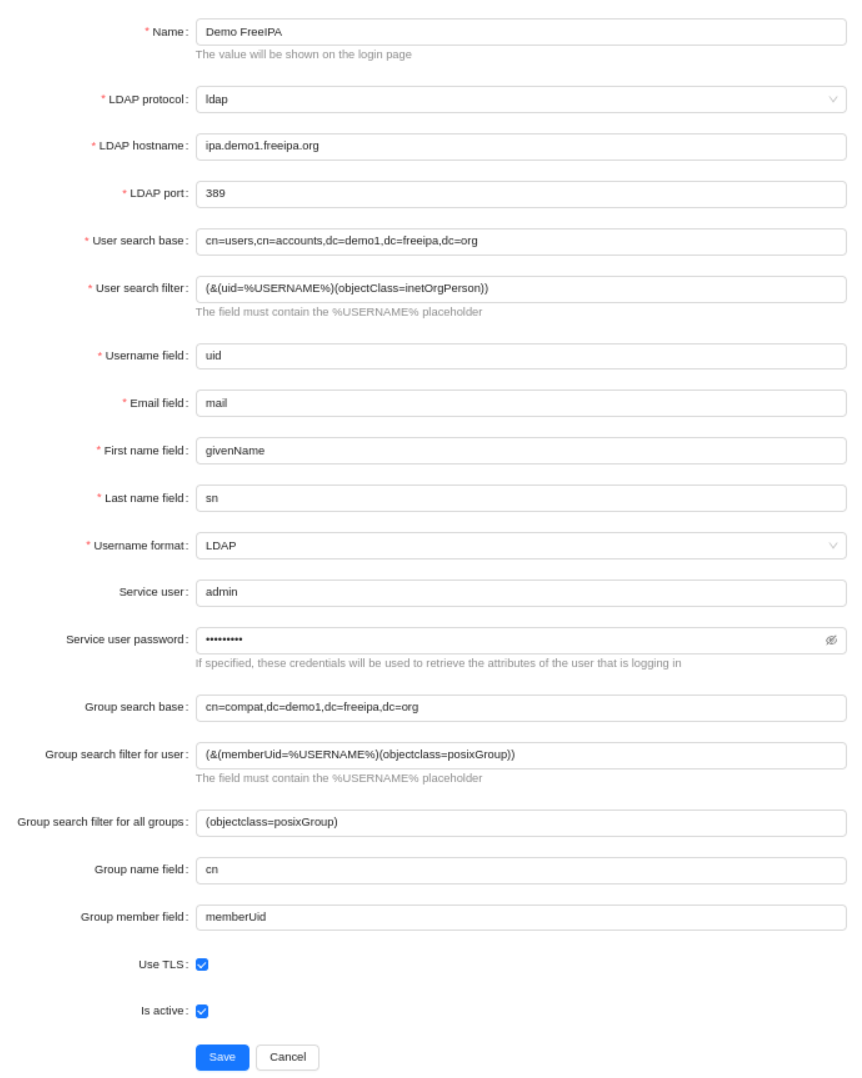 * Name: Demo FreeIPA
The value will be shown on the login page
* LDAP protocol: ldap
* LDAP hostname: ipa.demo1.freeipa.org
* LDAP port: 389
* User search base: cn=users,cn=accounts,dc=demo1,dc=freeipa,dc=org
* User search filter: (&(uid=%USERNAME%)(objectClass=inetOrgPerson))
The field must contain the %USERNAME% placeholder
* Username field: uid
* Email field: mail
* First name field: givenName
* Last name field: sn
* Username format: LDAP
Service user: admin
Service user password: •••••••••
If specified, these credentials will be used to retrieve the attributes of the user that is logging in
Group search base: cn=compat,dc=demo1,dc=freeipa,dc=org
Group search filter for user: (&(memberUid=%USERNAME%)(objectclass=posixGroup))
The field must contain the %USERNAME% placeholder
Group search filter for all groups: (objectclass=posixGroup)
Group name field: cn
Group member field: memberUid
Use TLS:
Is active:
Save Cancel